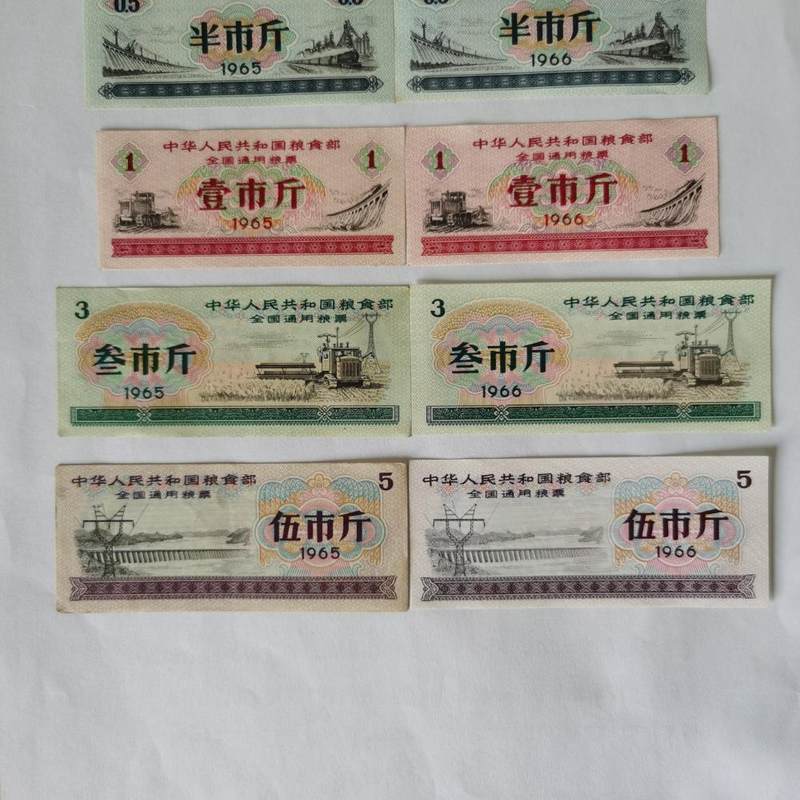 0.5
半市斤
1965
半市斤
1966
中华人民共和国粮食部
全国通用粮票
1 1
壹市斤
1965
中华人民共和国粮食部
全国通用粮票
1 1
壹市斤
1966
3
中华人民共和国粮食部
全国通用粮票
叁市斤
1965
3
中华人民共和国粮食部
全国通用粮票
叁市斤
1966
中华人民共和国粮食部
5
全国通用粮票
伍市斤
1965
中华人民共和国粮食部
5
全国通用粮票
伍市斤
1966